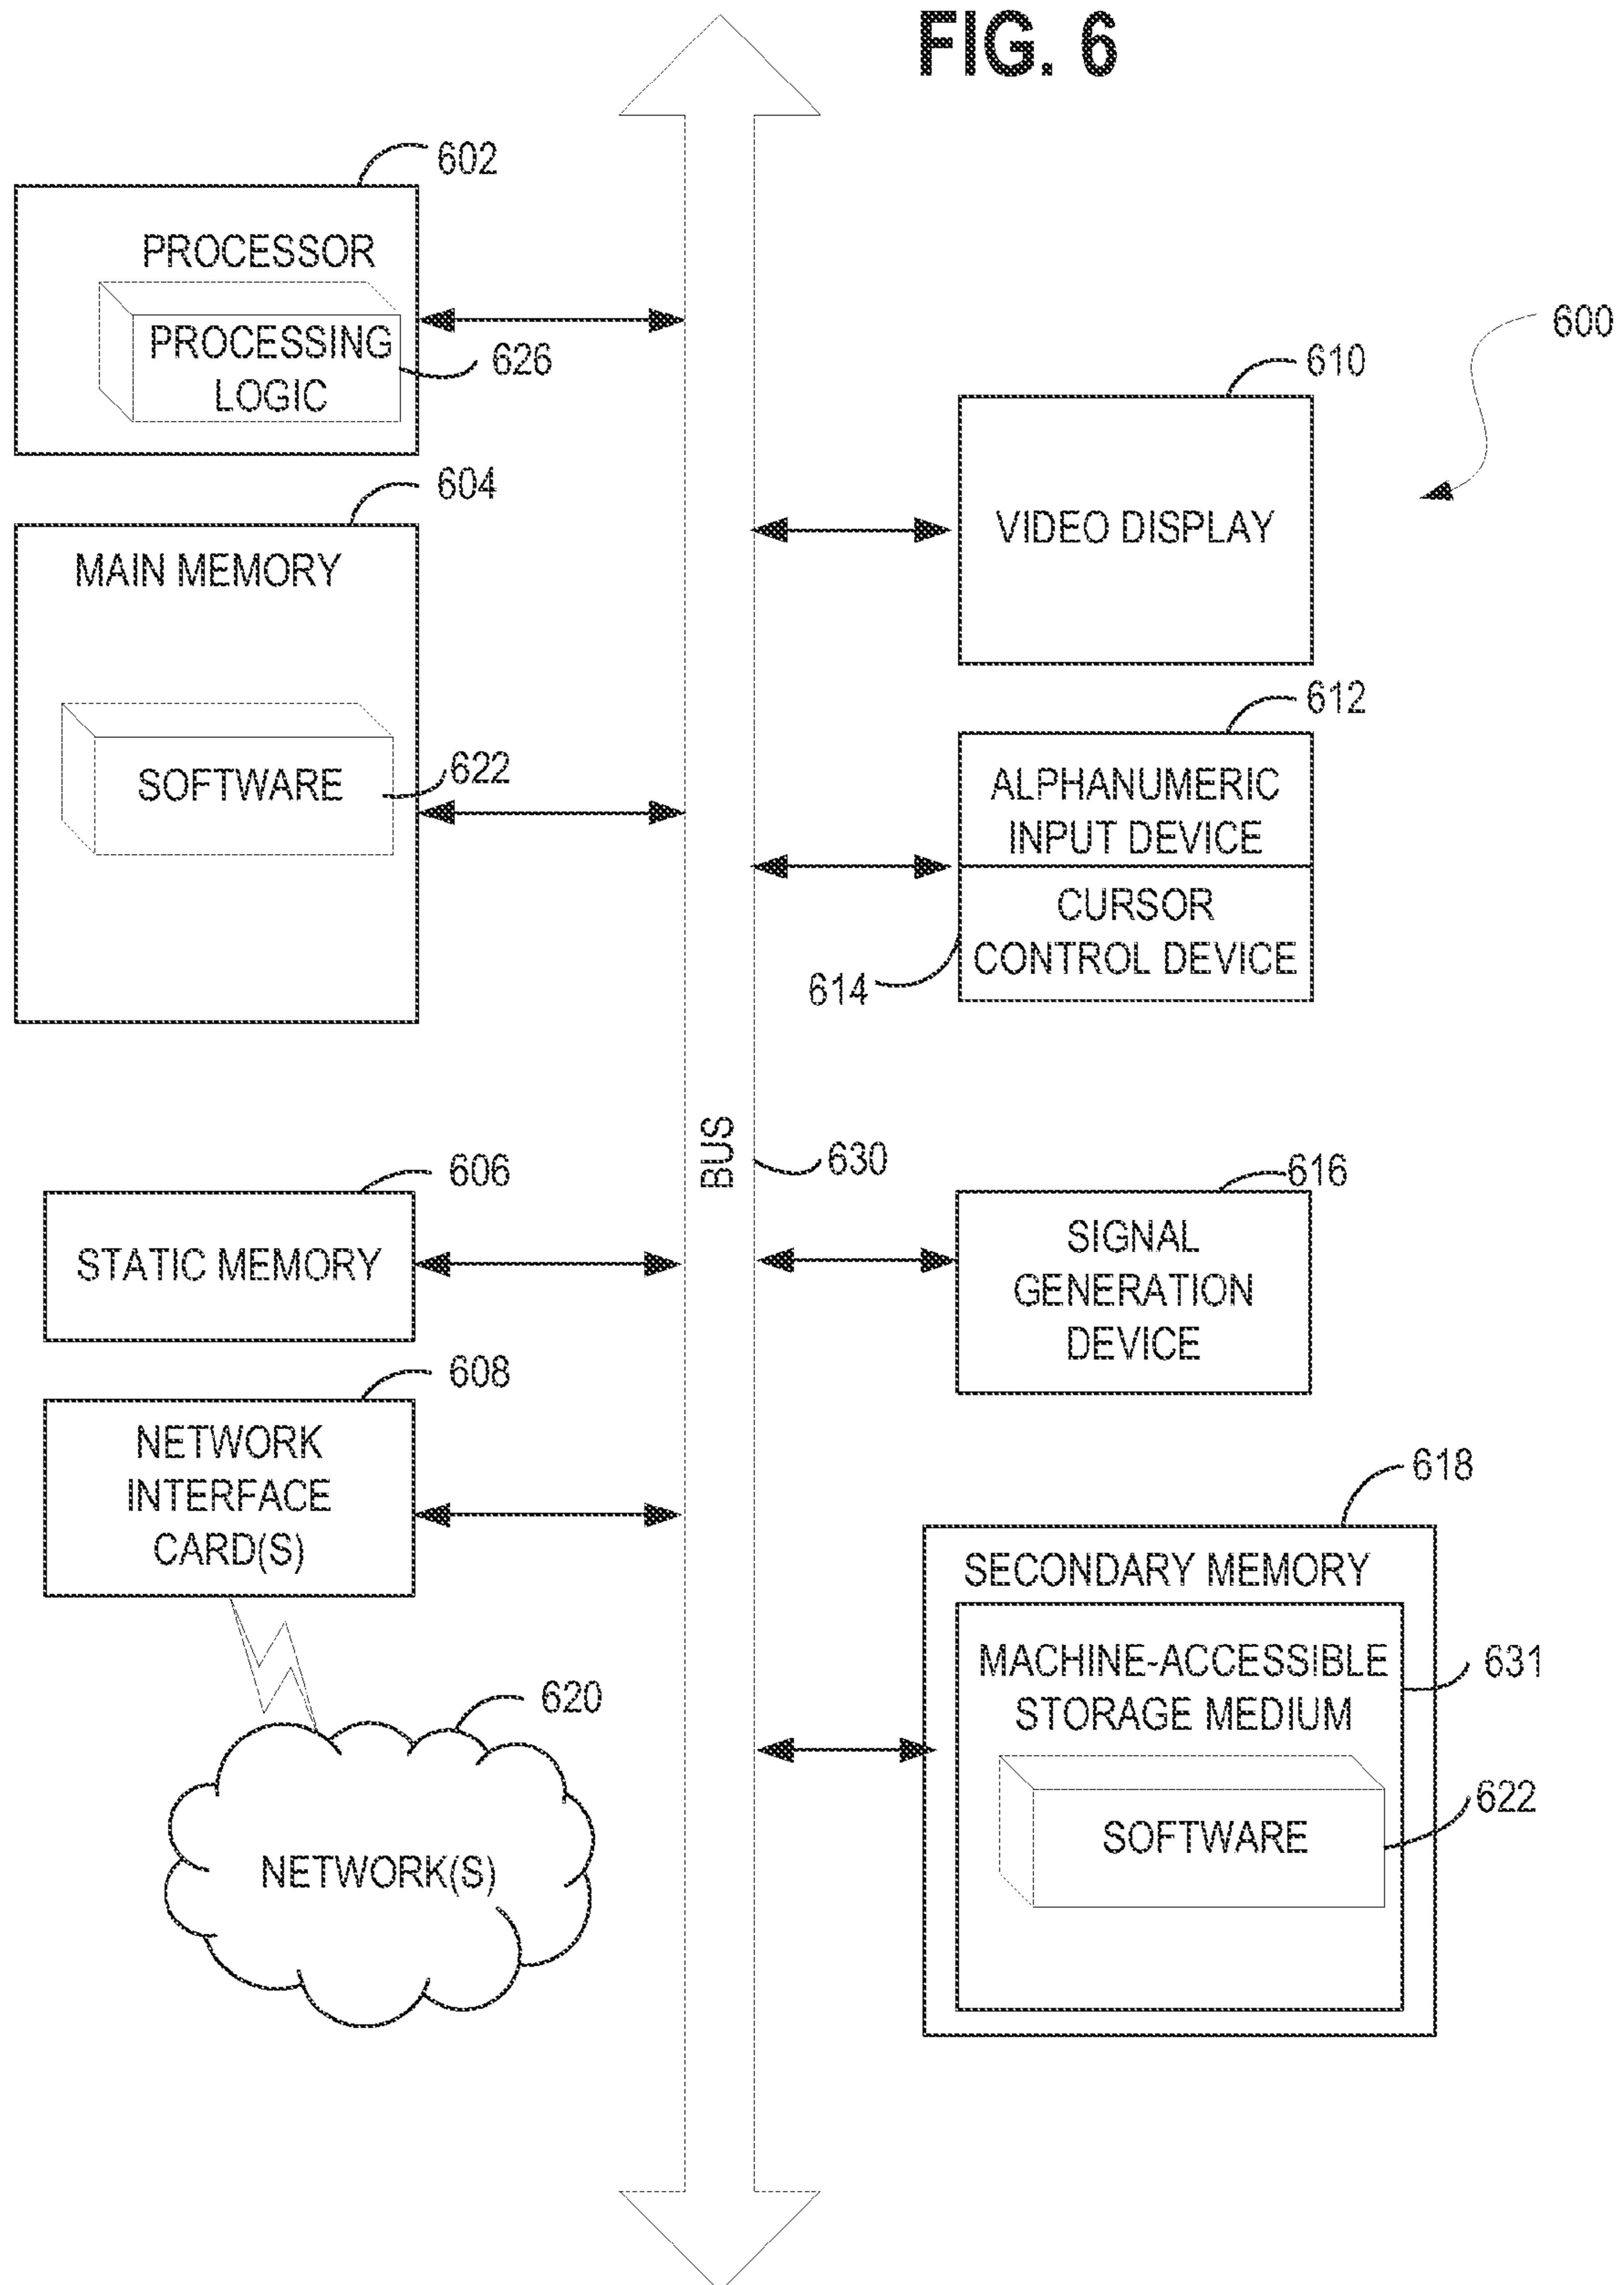 FIG. 6
602
PROCESSOR
PROCESSING
LOGIC
626
600
610
VIDEO DISPLAY
604
MAIN MEMORY
SOFTWARE
622
612
ALPHANUMERIC
INPUT DEVICE
CURSOR
CONTROL DEVICE
614
BUS
630
606
STATIC MEMORY
616
SIGNAL
GENERATION
DEVICE
608
NETWORK
INTERFACE
CARD(S)
618
SECONDARY MEMORY
MACHINE-ACCESSIBLE
STORAGE MEDIUM
631
SOFTWARE
622
620
NETWORK(S)